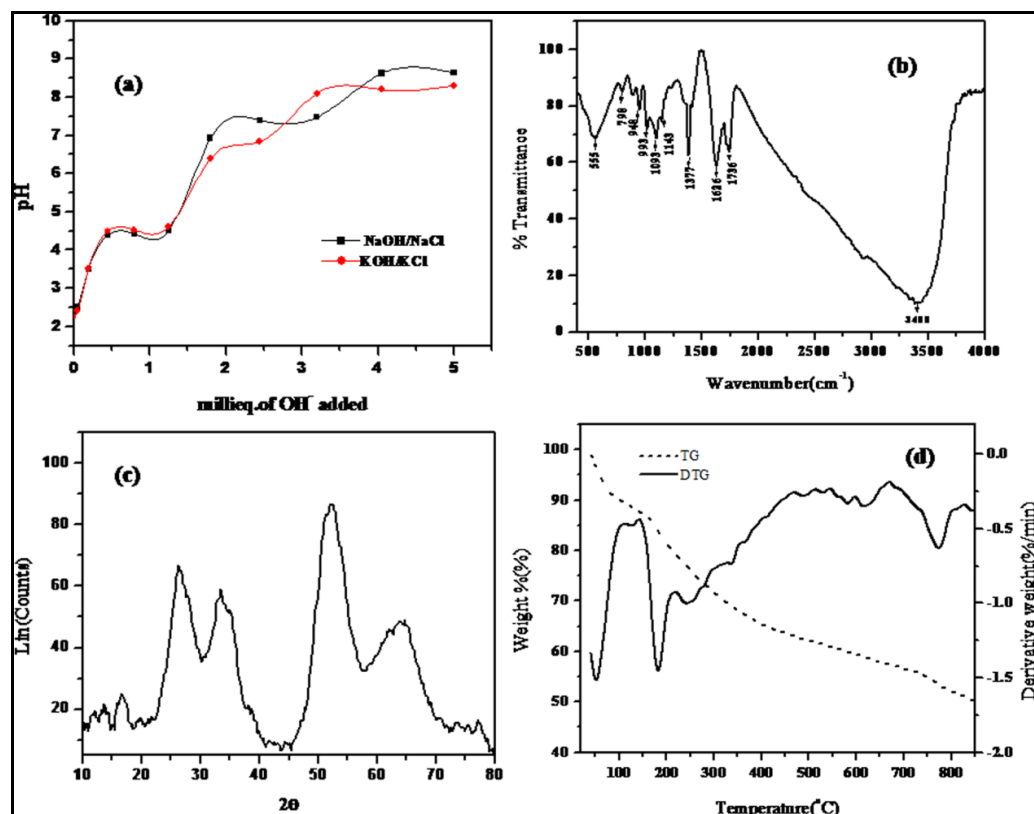 (a)
10
9
8
7
6
5
4
3
2
pH
NaOH/NaCl
KOH/KCl
0 1 2 3 4 5
millieq.of OH⁻ added
(b)
100
80
60
40
20
0
% Transmittance
555
798
948
993
1093
1143
1377
1626
1736
500 1000 1500 2000 2500 3000 3500 4000
Wavenumber(cm⁻¹)
(c)
100
80
60
40
20
Lin(Counts)
10 20 30 40 50 60 70 80
2θ
(d)
TG
DTG
100
90
80
70
60
50
40
Weight %(%)
0.0
-0.5
-1.0
-1.5
-2.0
Derivative weight(%/min)
100 200 300 400 500 600 700 800
Temperature(°C)